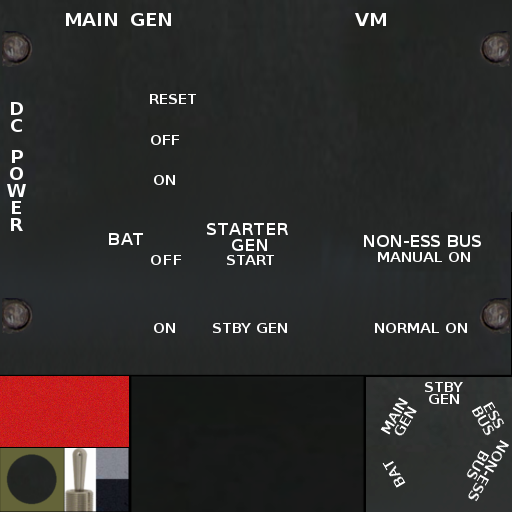 MAIN GEN
VM
DC POWER
RESET
OFF
ON
BAT
STARTER
GEN
START
NON-ESS BUS
MANUAL ON
OFF
ON
STBY GEN
NORMAL ON
STBY
GEN
MAIN
GEN
ESS
BUS
BAT
NON-ESS
BUS